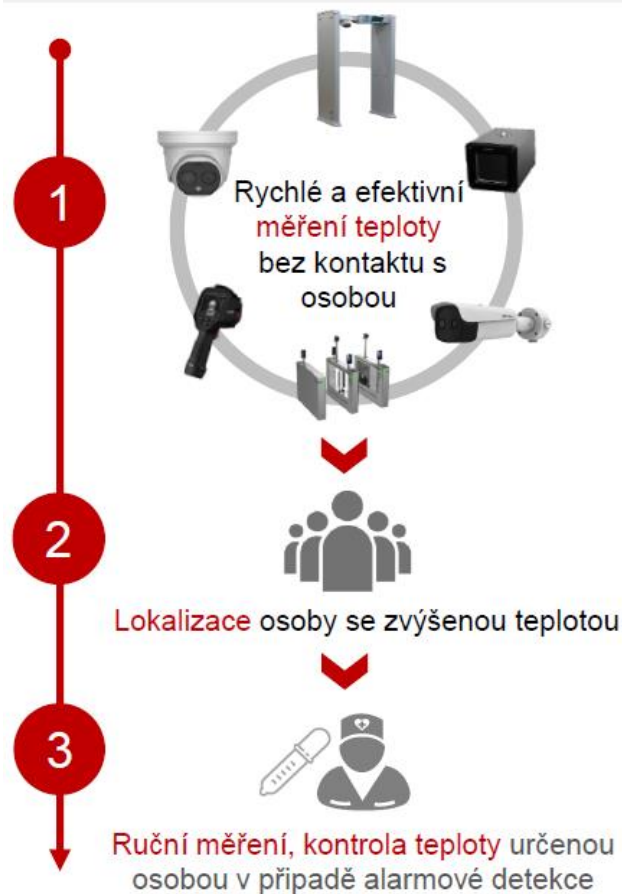 1
Rychlé a efektivní
měření teploty
bez kontaktu s
osobou
2
Lokalizace osoby se zvýšenou teplotou
3
Ruční měření, kontrola teploty určenou
osobou v připadě alarmové detekce